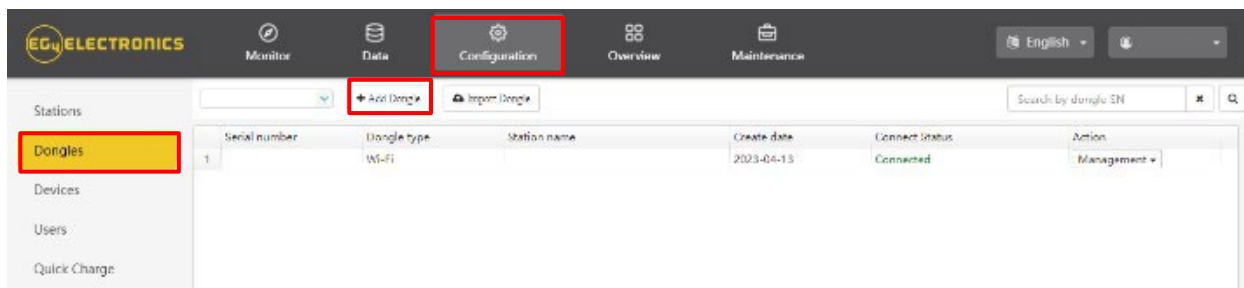 EG4 ELECTRONICS
Monitor
Data
Configuration
Overview
Maintenance
English
Stations
+ Add Dongle
Import Dongle
Search by dongle SN
Dongles
Serial number
Dongle type
Station name
Create date
Connect Status
Action
1
Wi-Fi
2023-04-13
Connected
Management
Devices
Users
Quick Charge